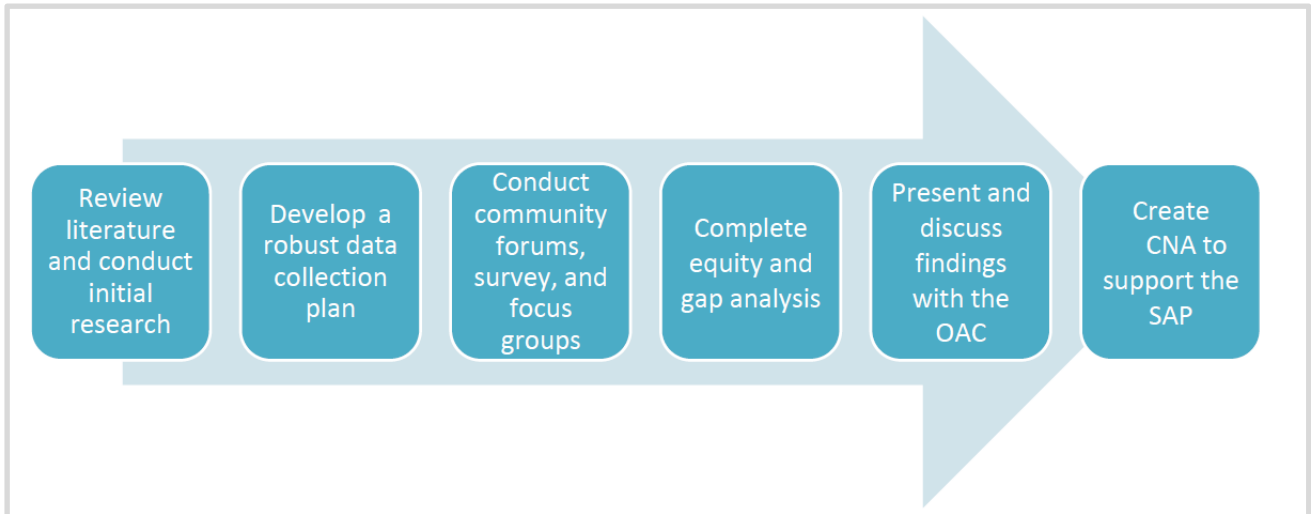 Review
literature
and conduct
initial
research
Develop a
robust data
collection
plan
Conduct
community
forums,
survey, and
focus
groups
Complete
equity and
gap analysis
Present and
discuss
findings
with the
OAC
Create
CNA to
support the
SAP